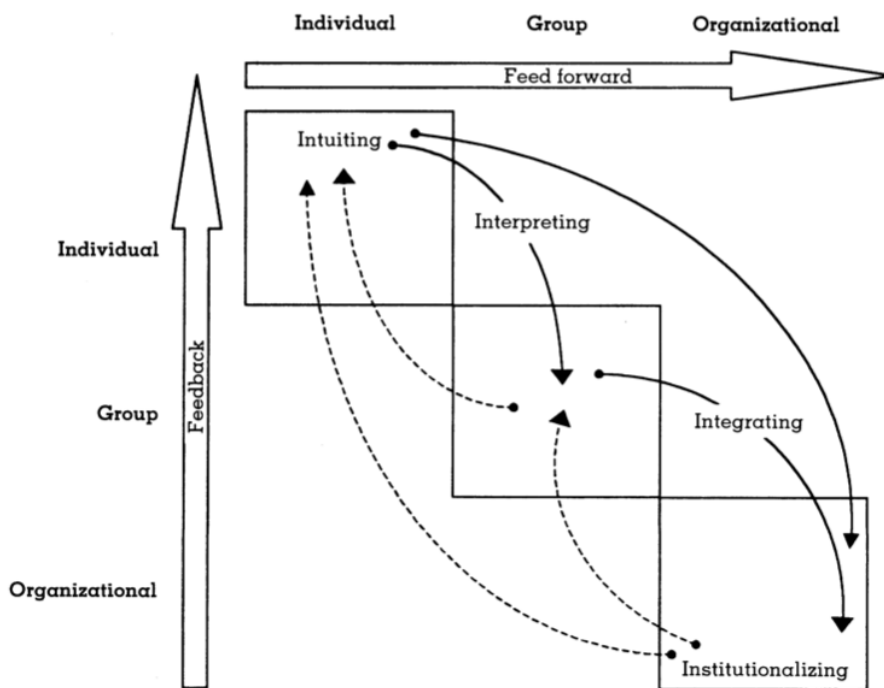 Individual Group Organizational
Feed forward
Intuiting
Interpreting
Individual
Feedback
Group
Integrating
Organizational
Institutionalizing